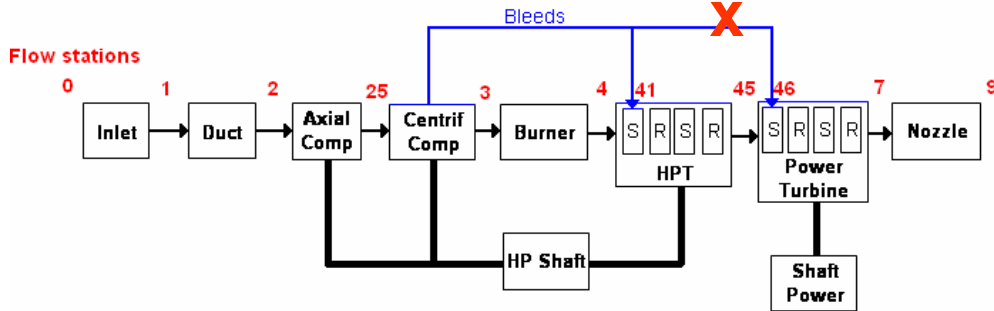 Bleeds
X
Flow stations
0 1 2 25 3 4 41 45 46 7 9
Inlet
Duct
Axial
Comp
Centrif
Comp
Burner
S R S R
HPT
S R S R
Power
Turbine
Nozzle
HP Shaft
Shaft
Power